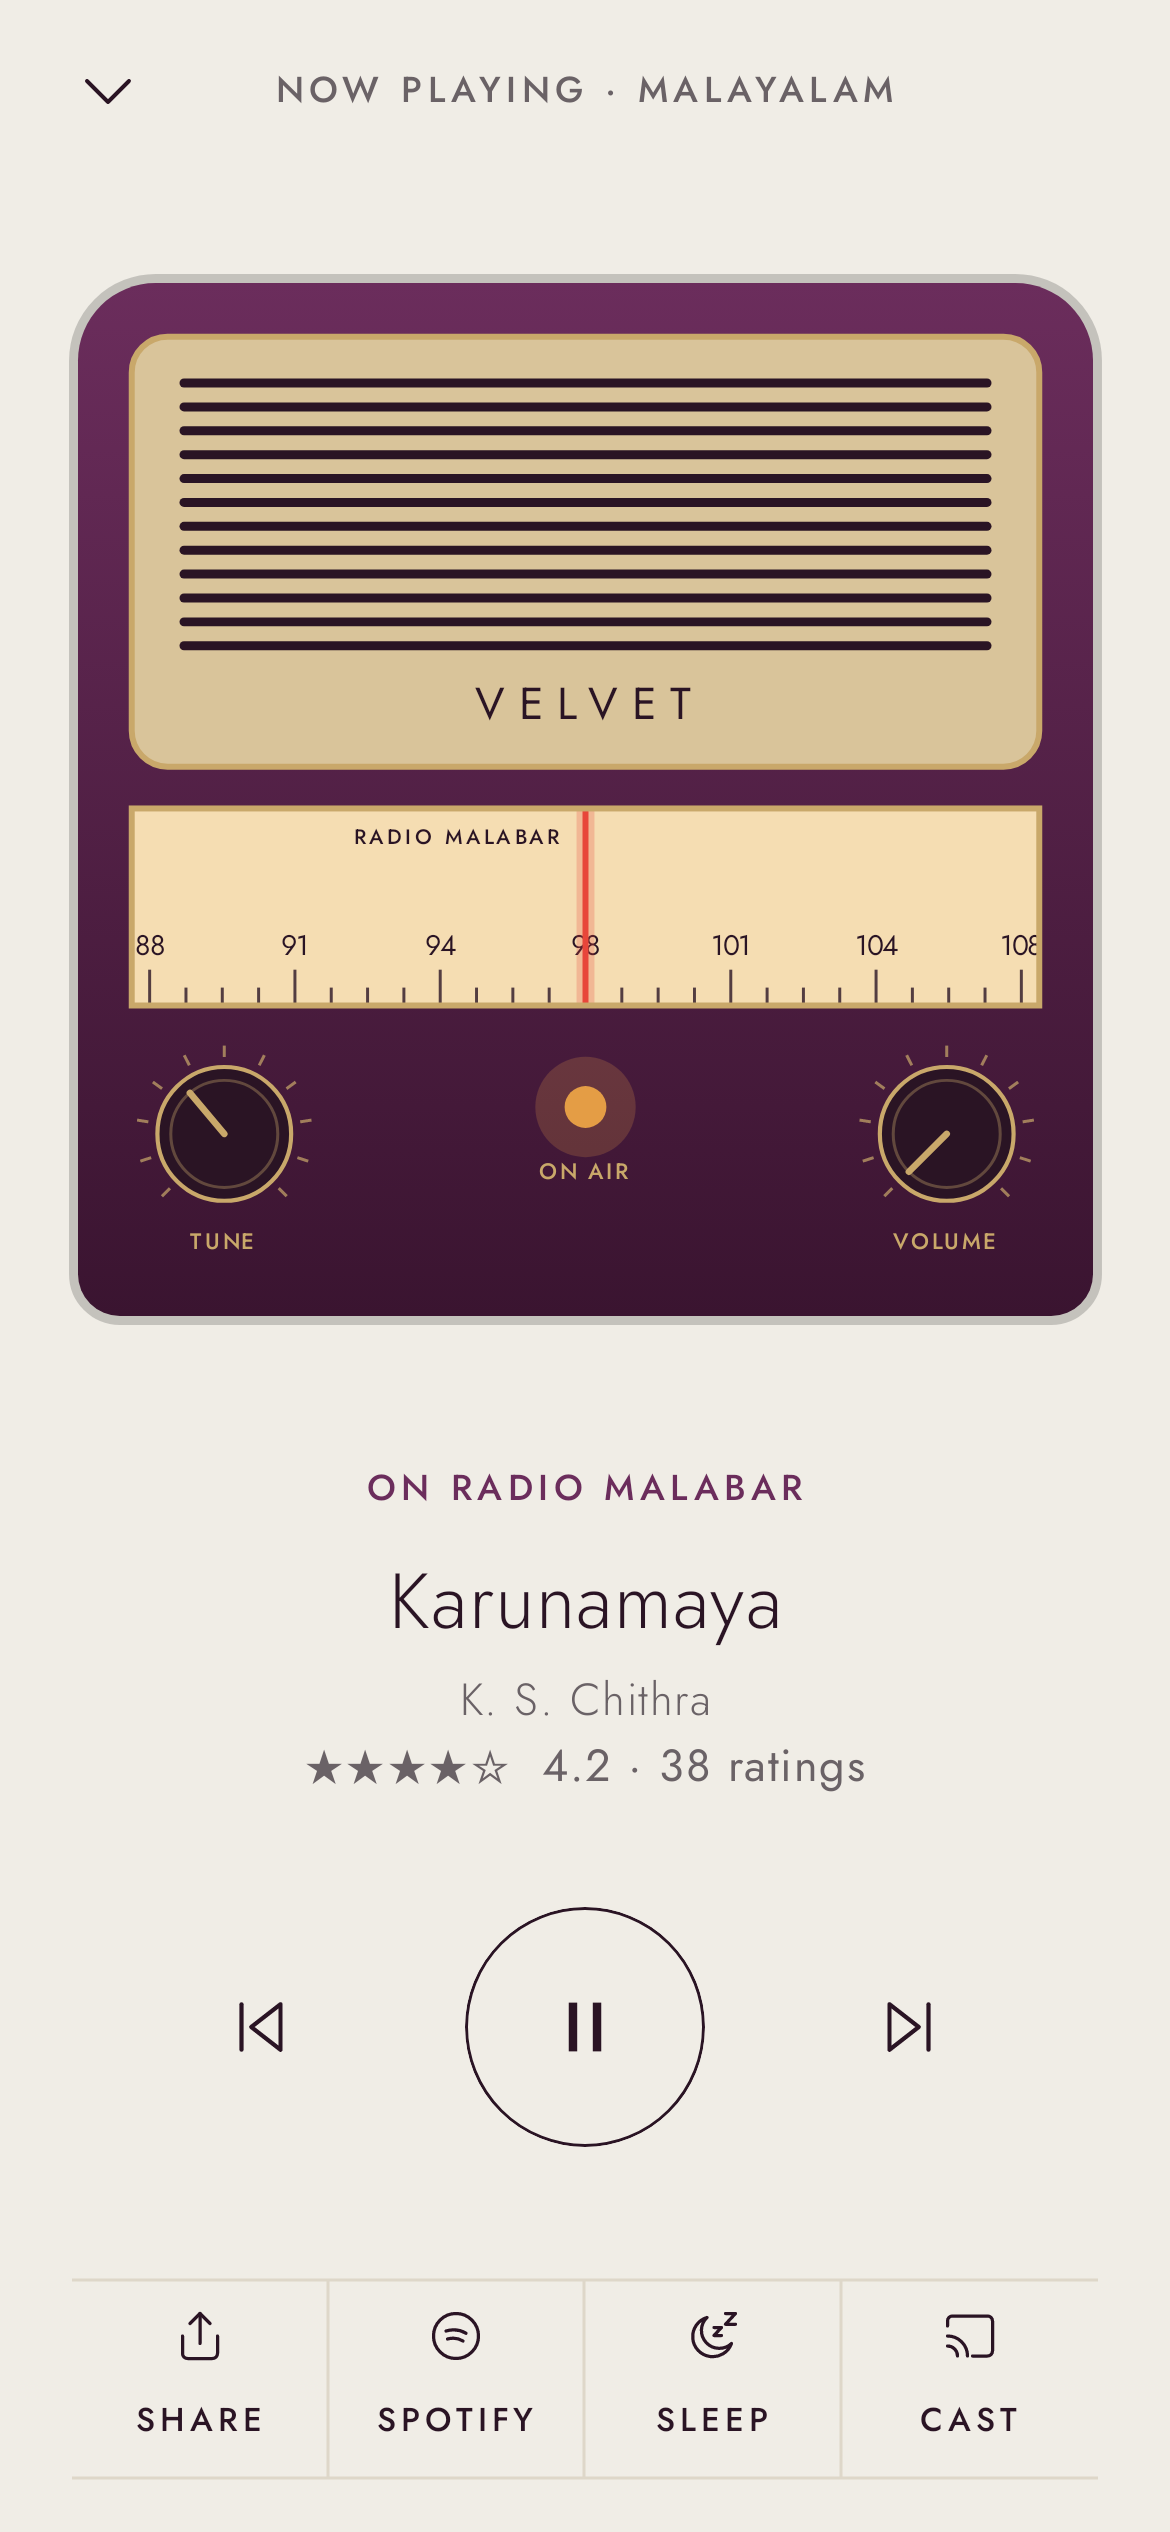 NOW PLAYING · MALAYALAM
VELVET
RADIO MALABAR
88 91 94 98 101 104 108
ON AIR
TUNE VOLUME
ON RADIO MALABAR
Karunamaya
K. S. Chithra
★★★★☆ 4.2 · 38 ratings
SHARE SPOTIFY SLEEP CAST